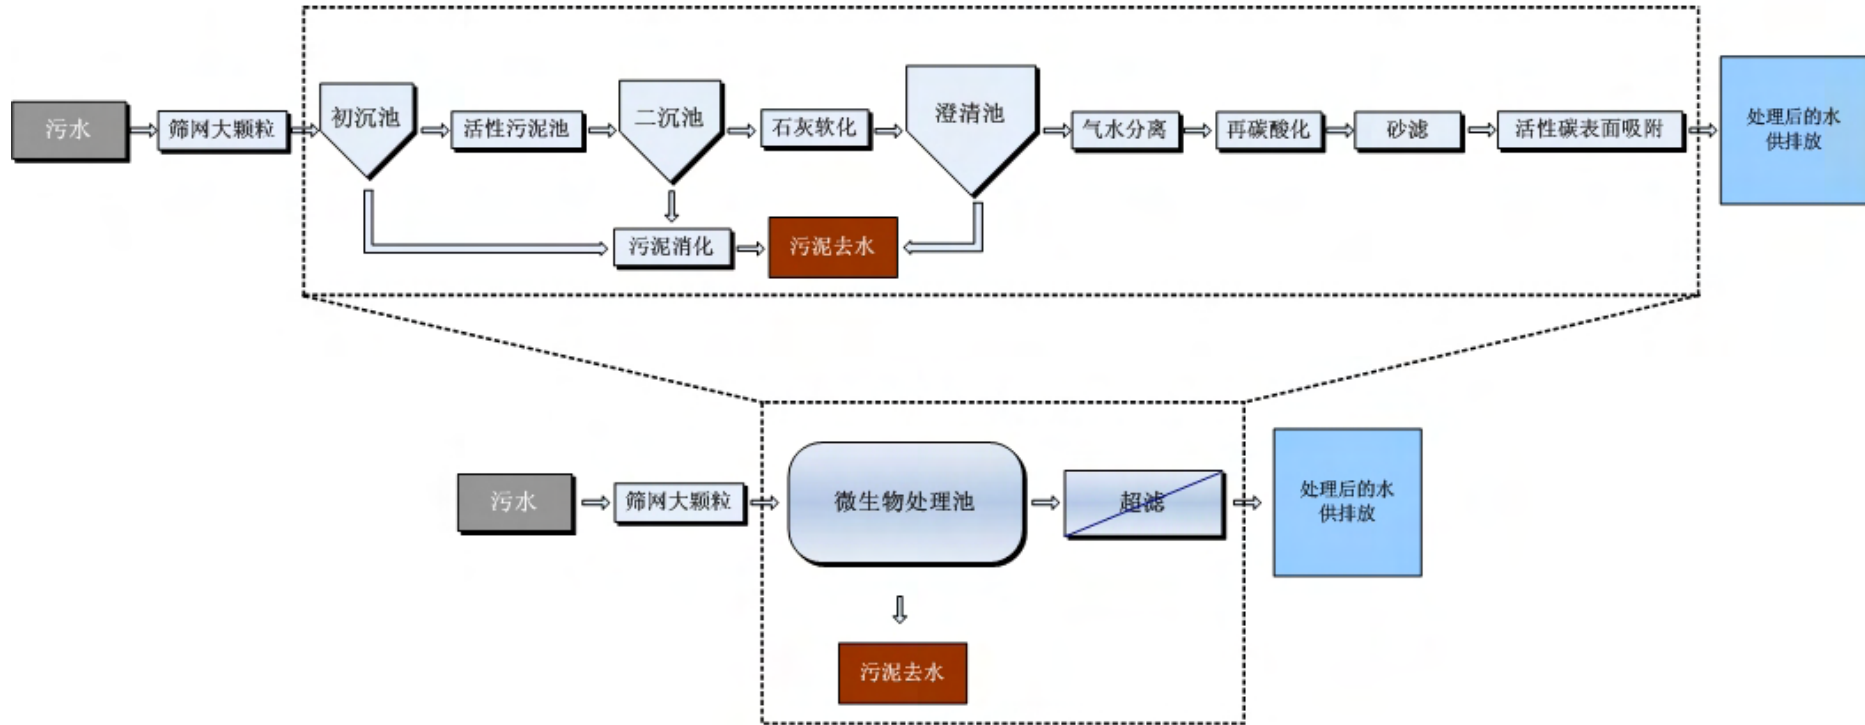 污水
筛网大颗粒
初沉池
活性污泥池
二沉池
石灰软化
澄清池
气水分离
再碳酸化
砂滤
活性碳表面吸附
处理后的水
供排放
污泥消化
污泥去水
污水
筛网大颗粒
微生物处理池
超滤
处理后的水
供排放
污泥去水